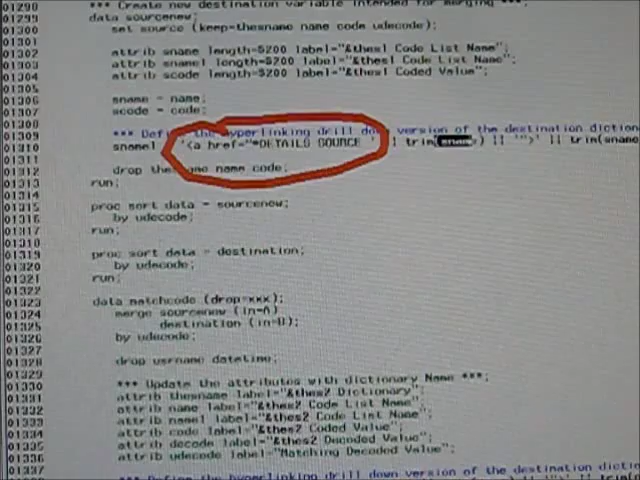 01298 *** Create new destination variable intended for merging ***;
01299 data sourcenew;
01300 set source (keep=thesname name code udecode);
01301
01302 attrib sname length=$200 label="&thes1 Code List Name";
01303 attrib sname1 length=$200 label="&thes1 Code List Name";
01304 attrib scode length=$200 label="&thes1 Coded Value";
01305
01306 sname = name;
01307 scode = code;
01308
01309 *** Define the hyperlinking drill down version of the destination dictio
01310 sname1 '<a href="#DETAILS SOURCE ' || trim(sname) || '">' || trim(sname
01311
01312 drop thesname name code;
01313 run;
01314
01315 proc sort data = sourcenew;
01316 by udecode;
01317 run;
01318
01319 proc sort data = destination;
01320 by udecode;
01321 run;
01322
01323 data matchcode (drop=xxx);
01324 merge sourcenew (in=A)
01325 destination (in=B);
01326 by udecode;
01327
01328 drop usrname datetime;
01329
01330 *** Update the attributes with dictionary Name ***;
01331 attrib thesname label="&thes2 Dictionary";
01332 attrib name label="&thes2 Code List Name";
01333 attrib name1 label="&thes2 Code List Name";
01334 attrib code label="&thes2 Coded Value";
01335 attrib decode label="&thes2 Decoded Value";
01336 attrib udecode label="Matching Decoded Value";
01337
*** Define the hyperlinking drill down version of the destination dictio